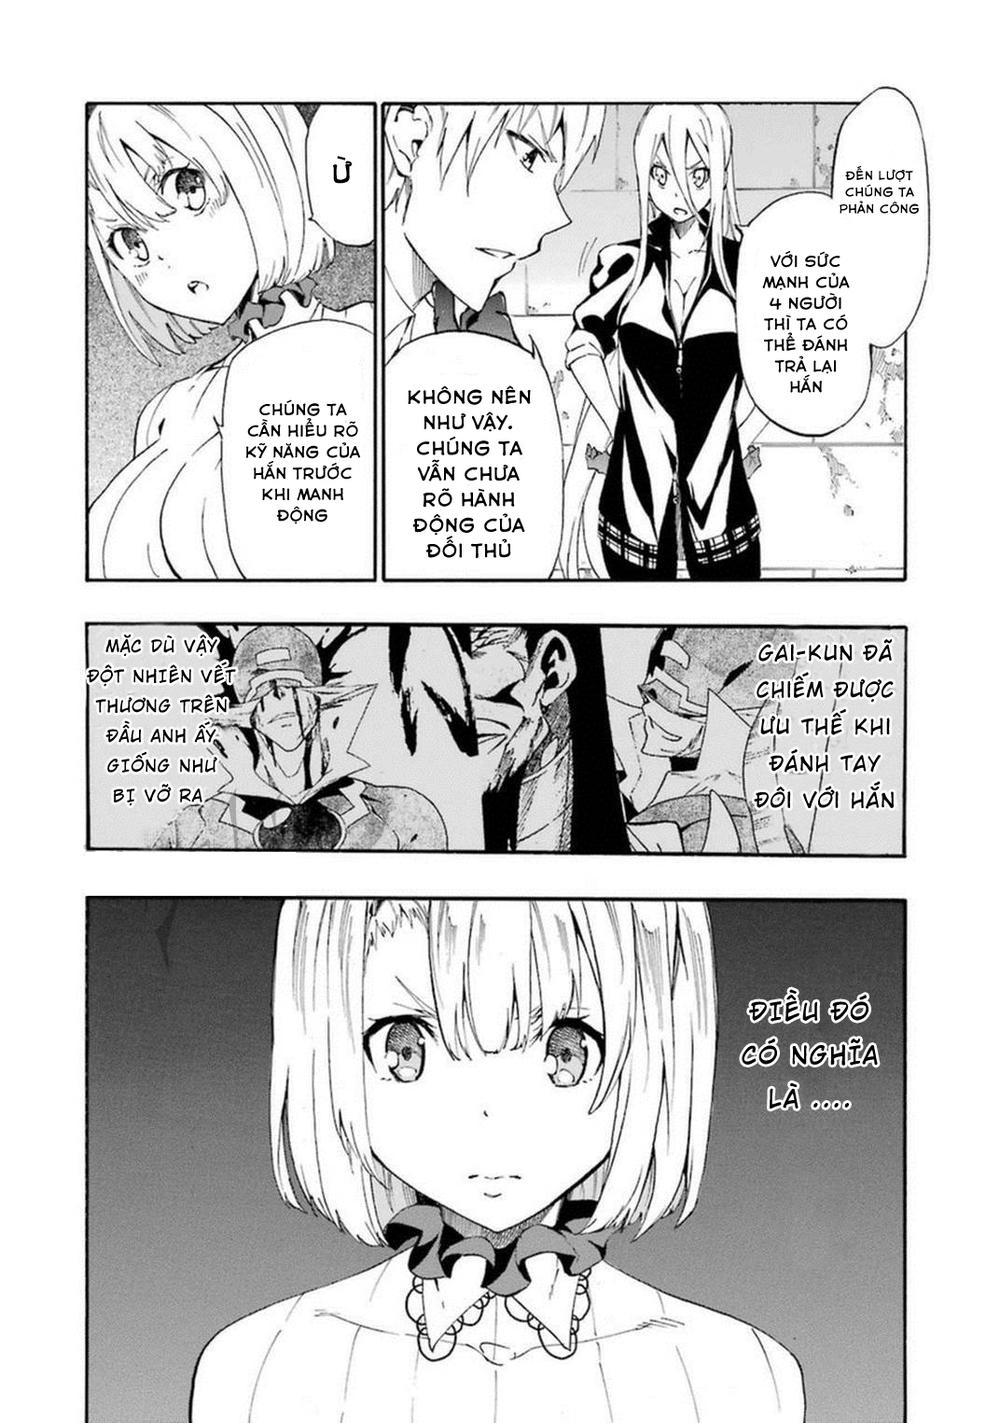 ĐẾN LƯỢT
CHÚNG TA
PHẢN CÔNG
VỚI SỨC
MẠNH CỦA
4 NGƯỜI
THÌ TA CÓ
THỂ ĐÁNH
TRẢ LẠI
HẮN
KHÔNG NÊN
NHƯ VẬY.
CHÚNG TA
VẪN CHƯA
RÕ HÀNH
ĐỘNG CỦA
ĐỐI THỦ
Ừ
CHÚNG TA
CẦN HIỂU RÕ
KỸ NĂNG CỦA
HẮN TRƯỚC
KHI MANH
ĐỘNG
GAI-KUN ĐÃ
CHIẾM ĐƯỢC
ƯU THẾ KHI
ĐÁNH TAY
ĐÔI VỚI HẮN
MẶC DÙ VẬY
ĐỘT NHIÊN VẾT
THƯƠNG TRÊN
ĐẦU ANH ẤY
GIỐNG NHƯ
BỊ VỠ RA
ĐIỀU ĐÓ
CÓ NGHĨA
LÀ ....